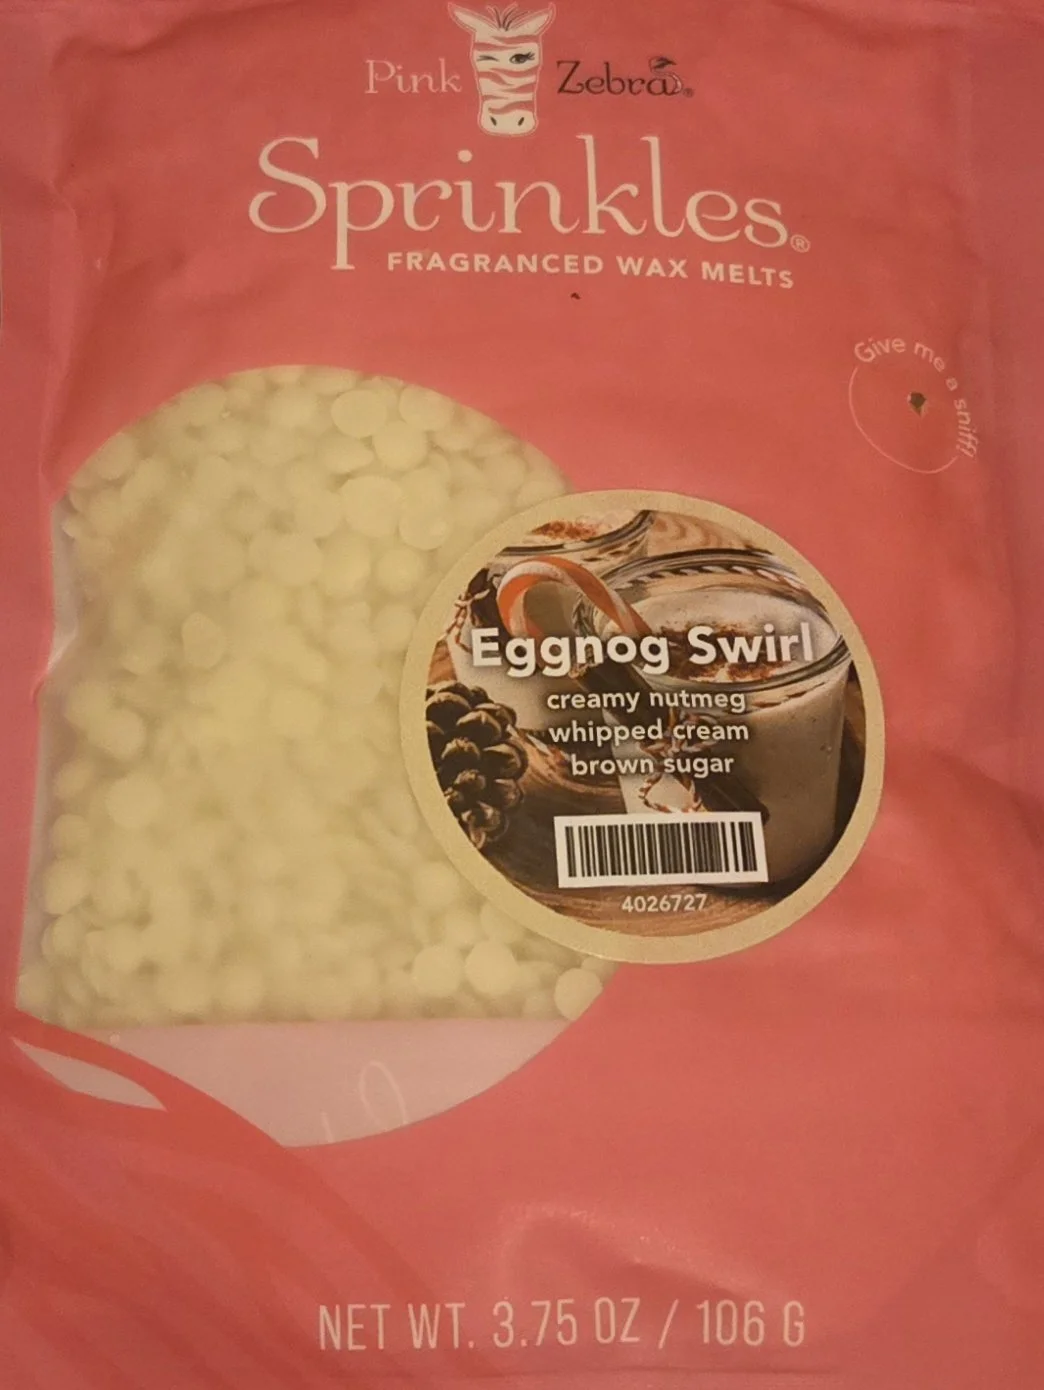 Pink Zebra®
Sprinkles®
FRAGRANCED WAX MELTS
Give me a sniff!
Eggnog Swirl
creamy nutmeg
whipped cream
brown sugar
4026727
NET WT. 3.75 OZ / 106 G